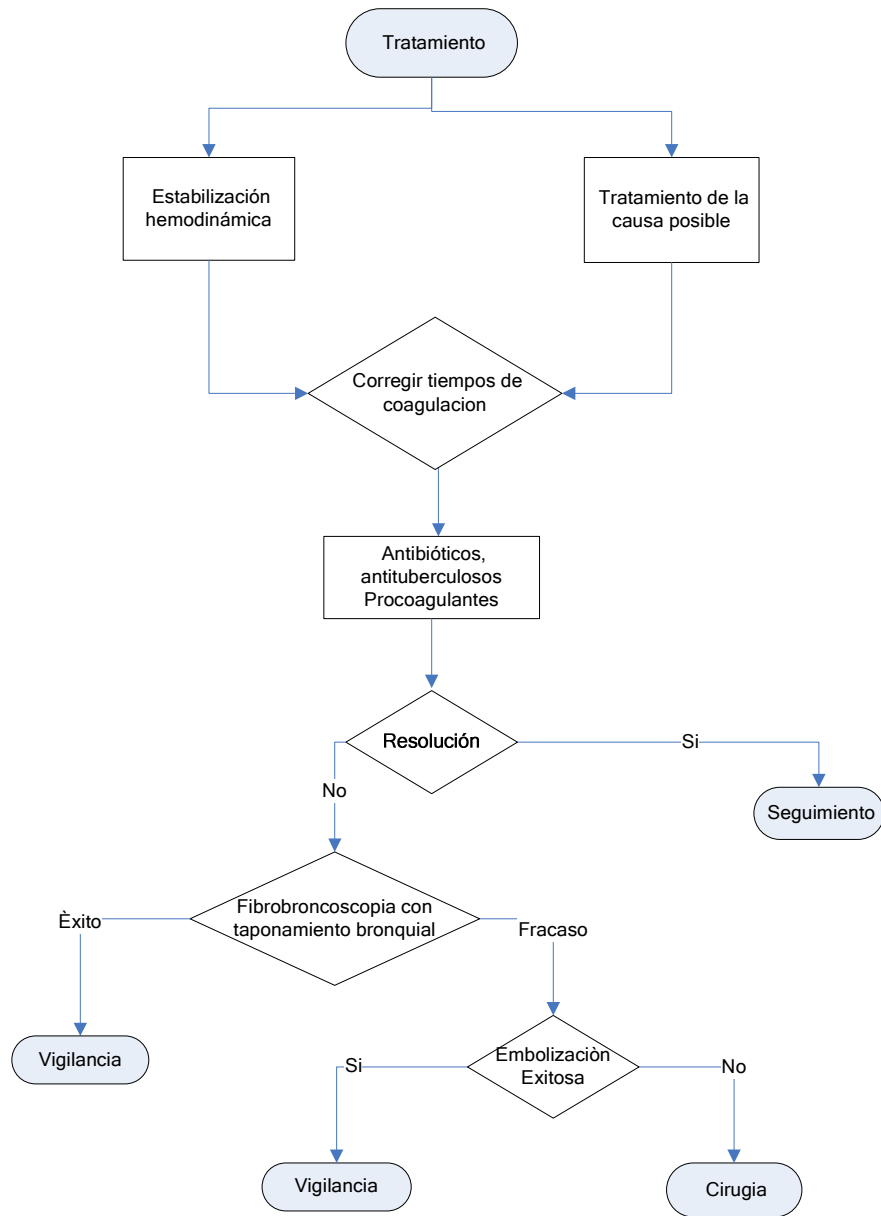 Tratamiento
Estabilización
hemodinámica
Tratamiento de la
causa posible
Corregir tiempos de
coagulacion
Antibióticos,
antituberculosos
Procoagulantes
Resolución
Si
No
Seguimiento
Fibrobroncoscopia con
taponamiento bronquial
Èxito
Fracaso
Vigilancia
Embolizaciòn
Exitosa
Si
No
Vigilancia
Cirugia